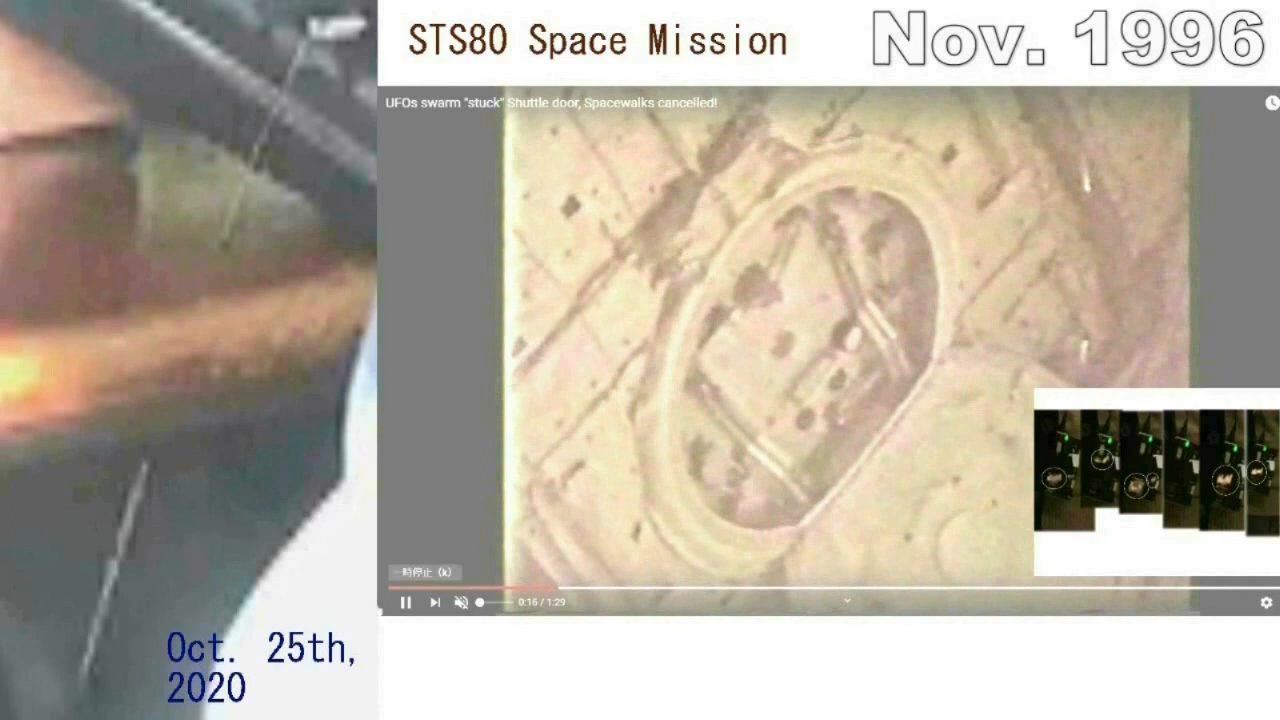 STS80 Space Mission
Nov. 1996
UFOs swarm "stuck" Shuttle door, Spacewalks cancelled!
一時停止 (k)
0:16 / 1:29
Oct. 25th,
2020